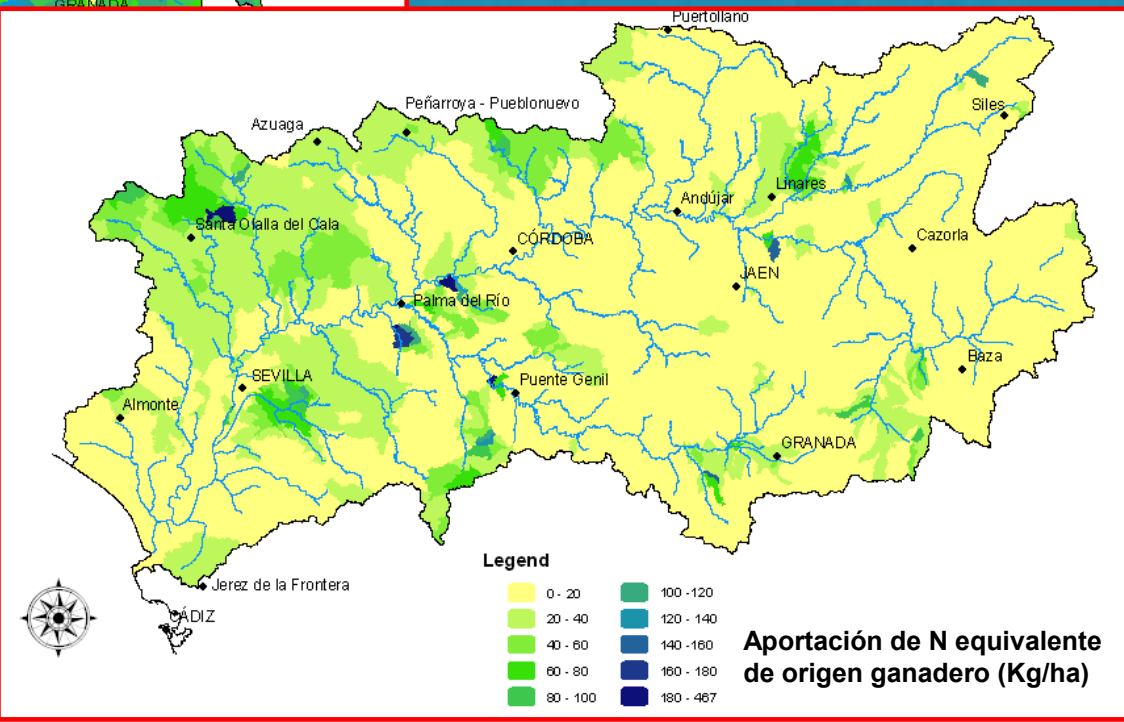 GRANADA
Puertollano
Peñarroya - Pueblonuevo
Azuaga
Siles
Linares
Andújar
Santa Olalla del Cala
CÓRDOBA
Cazorla
JAEN
Palma del Río
Baza
SEVILLA
Puente Genil
Almonte
GRANADA
Jerez de la Frontera
CÁDIZ
Legend
0 - 20
20 - 40
40 - 60
60 - 80
80 - 100
100 - 120
120 - 140
140 - 160
160 - 180
180 - 467
Aportación de N equivalente
de origen ganadero (Kg/ha)